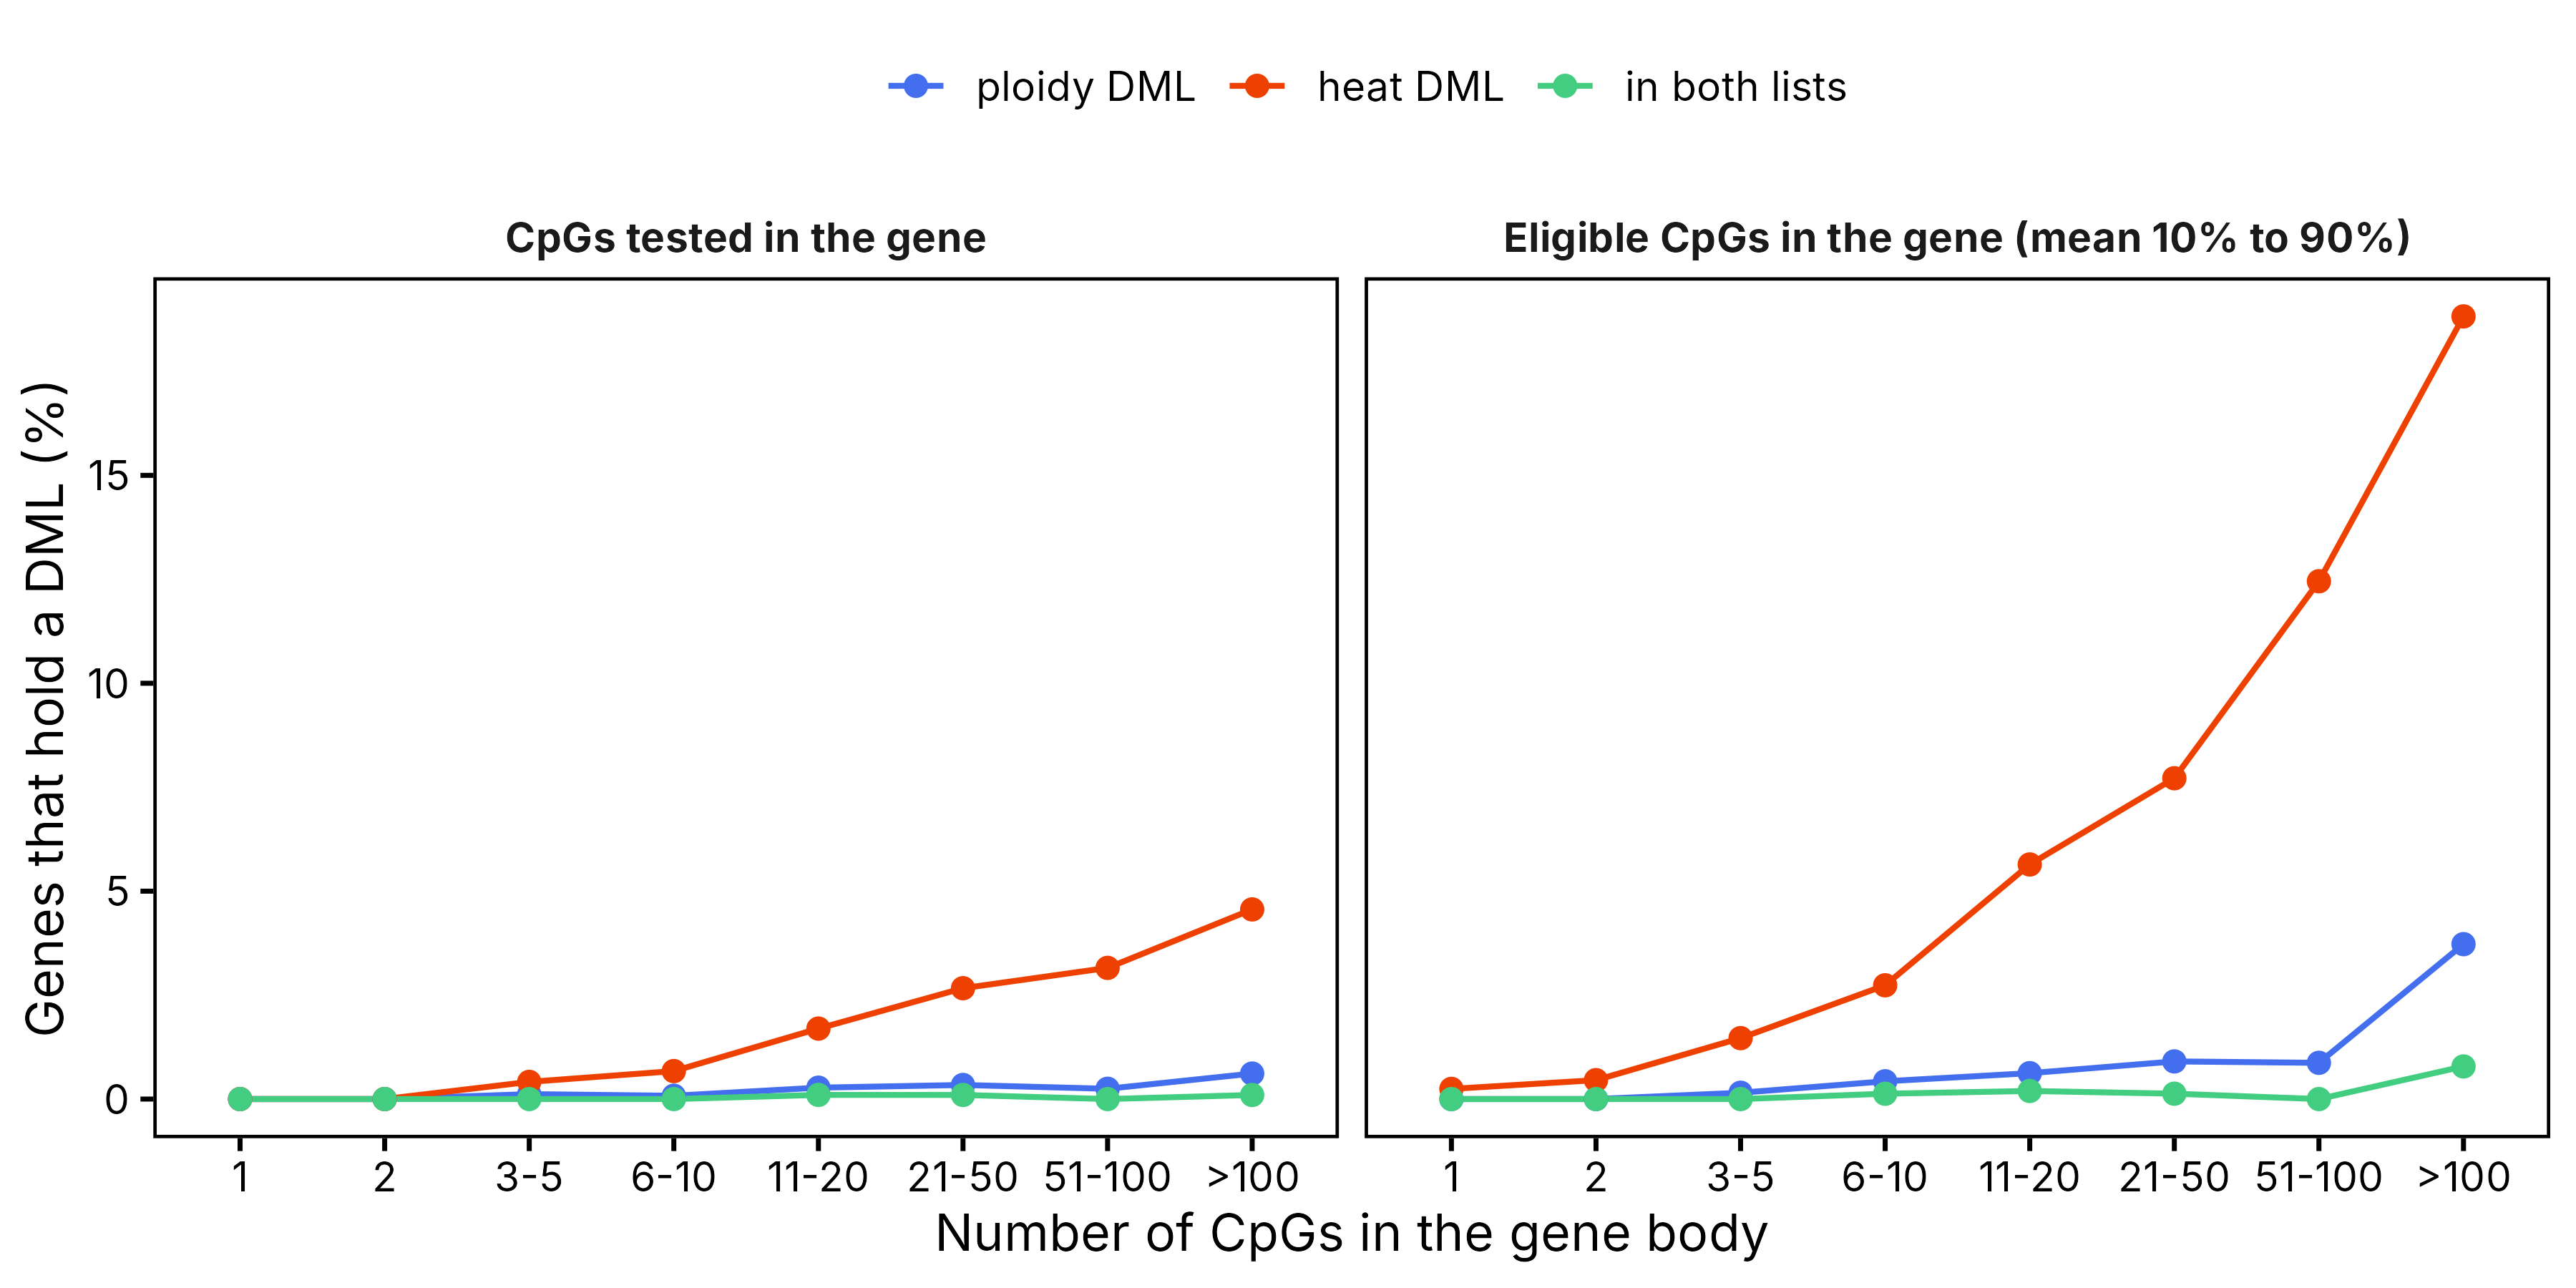 ploidy DML heat DML in both lists
CpGs tested in the gene
Eligible CpGs in the gene (mean 10% to 90%)
Genes that hold a DML (%)
15
10
5
0
1 2 3-5 6-10 11-20 21-50 51-100 >100
1 2 3-5 6-10 11-20 21-50 51-100 >100
Number of CpGs in the gene body